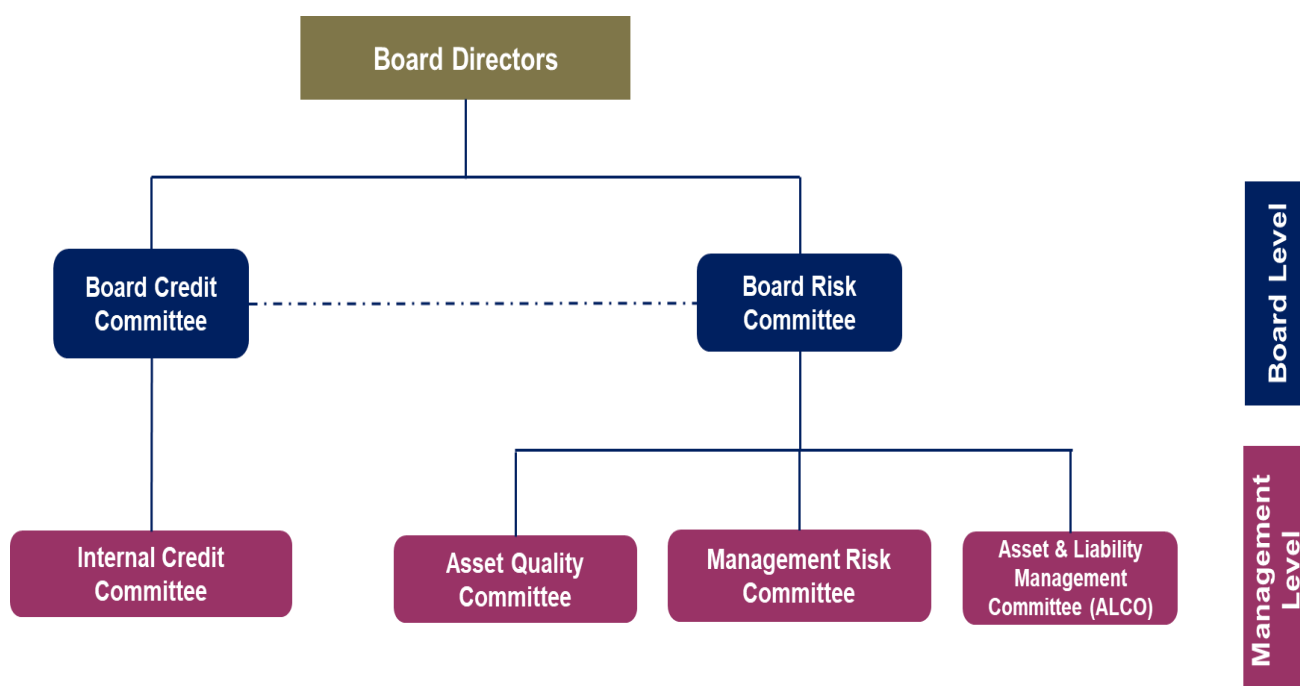 Board Directors
Board Credit
Committee
Board Risk
Committee
Board Level
Internal Credit
Committee
Asset Quality
Committee
Management Risk
Committee
Asset & Liability
Management
Committee (ALCO)
Management
Level